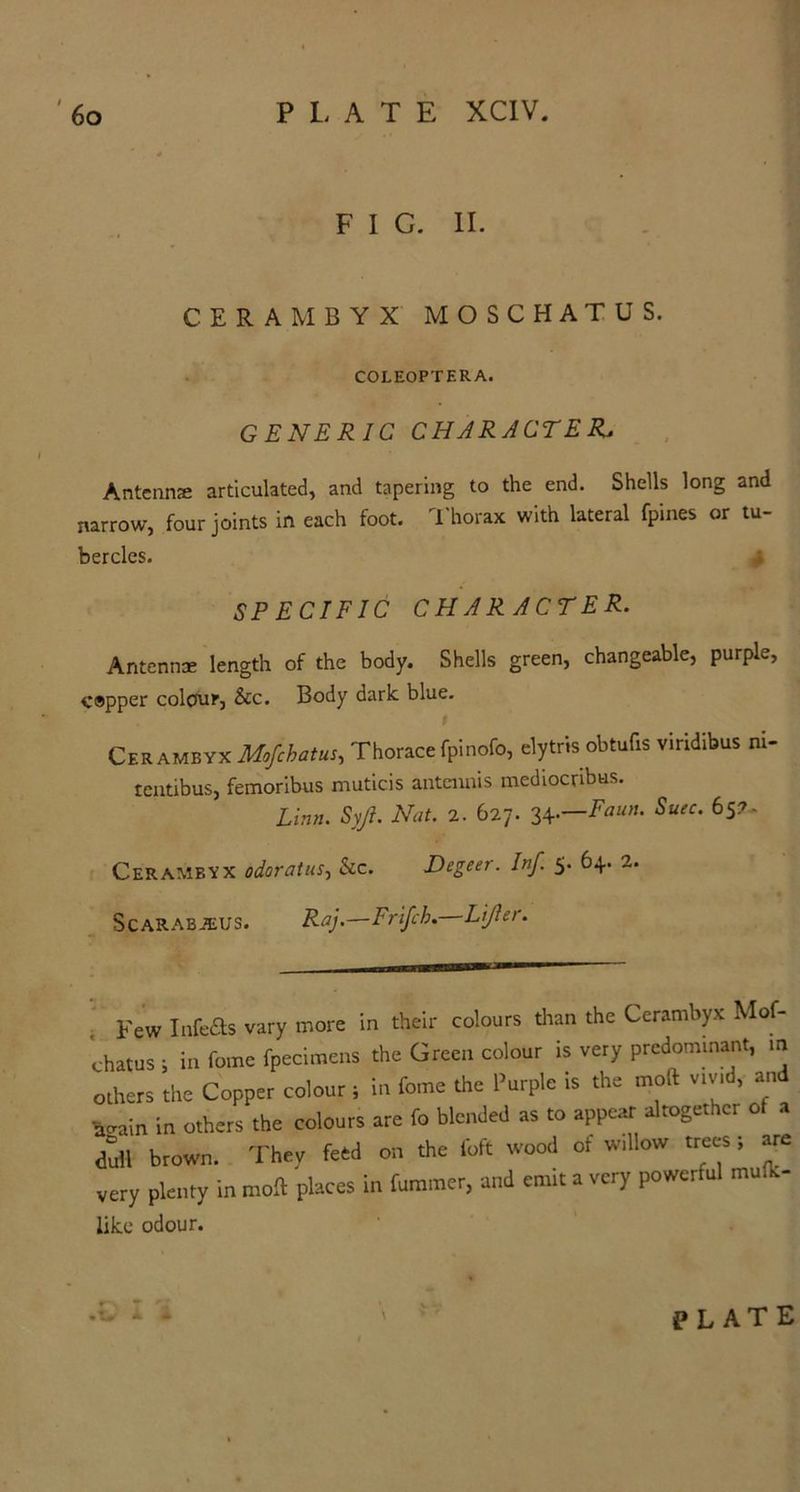 60 PLATE XCIV.
FIG. II.
CERAMBYX MOSCHATUS.
COLEOPTERA.
GENERIC CHARACTER.
Antennæ articulated, and tapering to the end. Shells long and
narrow, four joints in each foot. Thorax with lateral ſpines or tu-
bercles.
SPECIFIC CHARACTER.
Antennæ length of the body. Shells green, changeable, purple,
copper colour, &c. Body dark blue.
CERAMBYX Moſchatus, Thorace ſpinoſo, elytris obtuſis viridibus ni-
tentibus, femoribus muticis antennis mediocribus.
Linn. Syſt. Nat. 2. 627. 34.—Faun. Suec. 652.
CERAMBYX odoratus, &c. Degeer. Inſ. 5. 64. 2.
SCARABÆUS. Raj.—Friſch.—Liſter.
Few Inſects vary more in their colours than the Cerambyx Moſ-
chatus; in ſome ſpecimens the Green colour is very predominant, in
others the Copper colour; in ſome the Purple is the moſt vivid, and
again in others the colours are ſo blended as to appear altogether of a
dull brown. They feed on the ſoft wood of willow trees; are
very plenty in moſt places in ſummer, and emit a very powerful muſk-
like odour.
PLATE